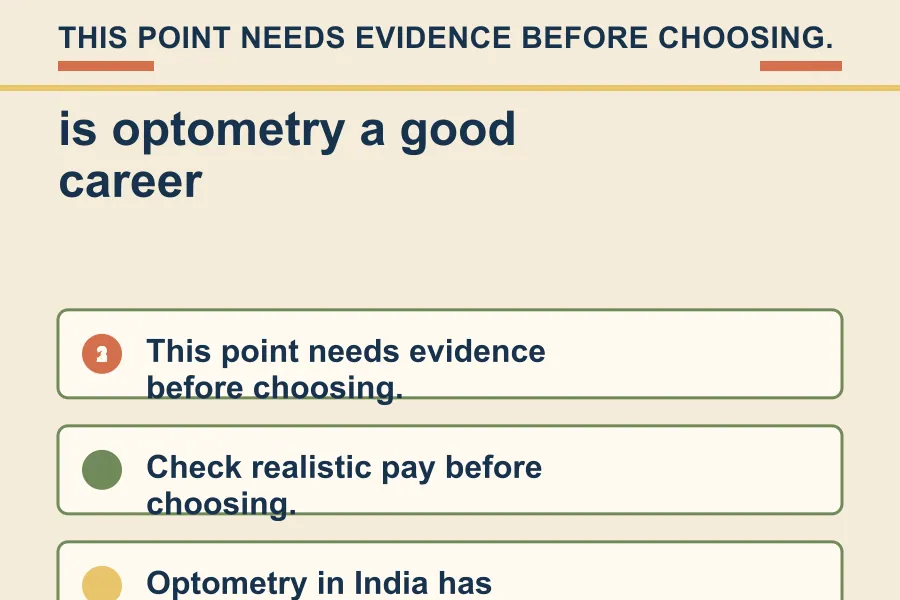 THIS POINT NEEDS EVIDENCE BEFORE CHOOSING.
is optometry a good
career
This point needs evidence
before choosing.
Check realistic pay before
choosing.
Optometry in India has